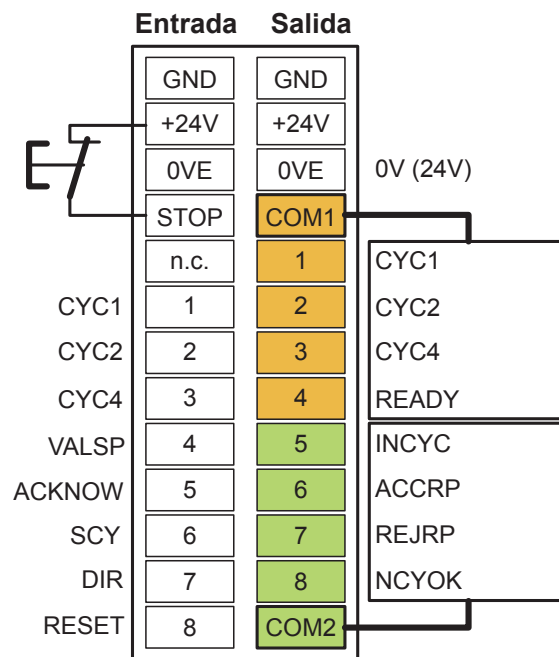 Entrada Salida
GND GND
+24V +24V
0VE 0VE 0V (24V)
STOP COM1
n.c. 1 CYC1
CYC1 1 2 CYC2
CYC2 2 3 CYC4
CYC4 3 4 READY
VALSP 4 5 INCYC
ACKNOW 5 6 ACCRP
SCY 6 7 REJRP
DIR 7 8 NCYOK
RESET 8 COM2